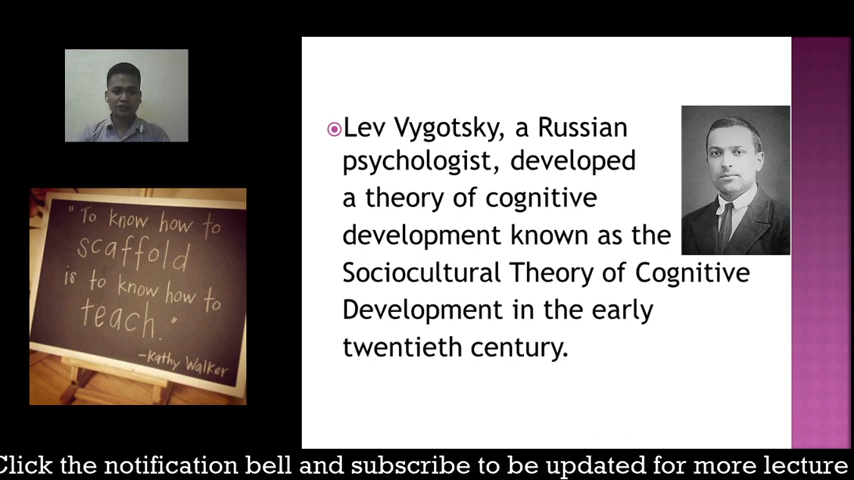 "To know how to
scaffold
is to know how to
teach."
-Kathy Walker
Lev Vygotsky, a Russian
psychologist, developed
a theory of cognitive
development known as the
Sociocultural Theory of Cognitive
Development in the early
twentieth century.
Click the notification bell and subscribe to be updated for more lecture